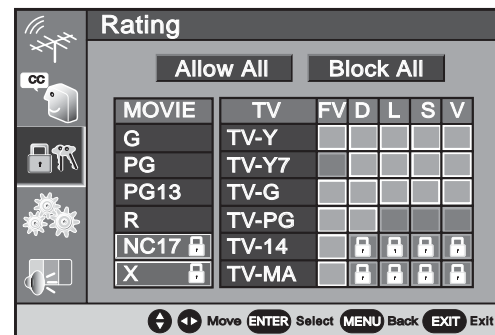 Rating
CC
Allow All Block All
MOVIE TV FV D L S V
G TV-Y
PG TV-Y7
PG13 TV-G
R TV-PG
NC17 TV-14
X TV-MA
Move ENTER Select MENU Back EXIT Exit